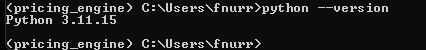 (pricing_engine) C:\Users\fnurr>python --version
Python 3.11.15
(pricing_engine) C:\Users\fnurr>